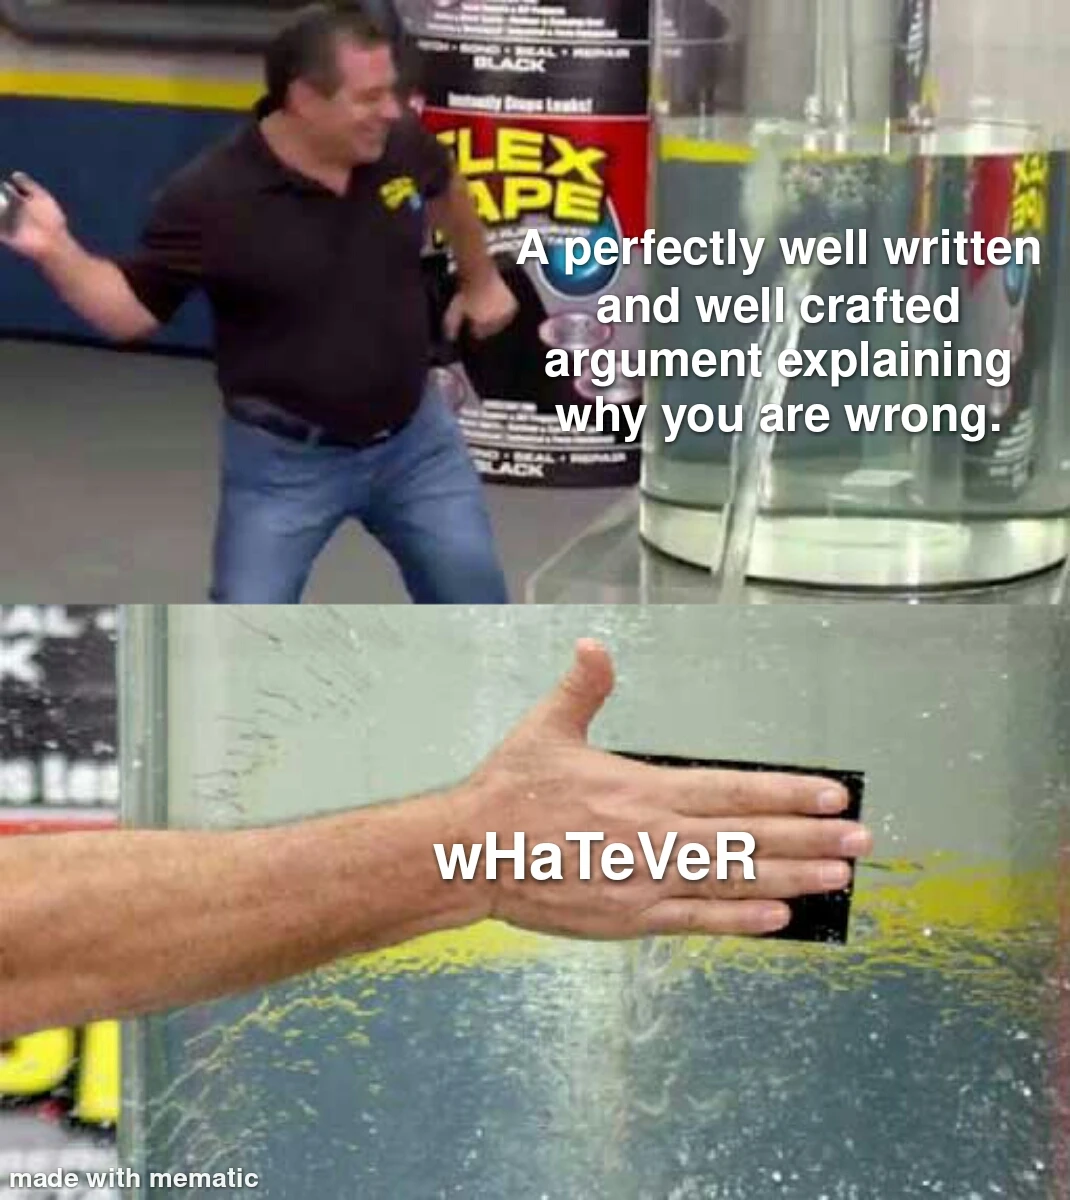 BLACK
Instantly Stops Leaks!
LEX
APE
A perfectly well written
and well crafted
argument explaining
why you are wrong.
BLACK
wHaTeVeR
made with mematic